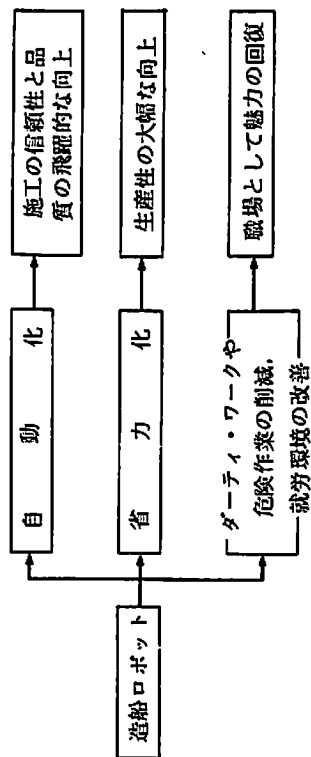 造船ロボット
自動化
施工の信頼性と品
質の飛躍的な向上
省力化
生産性の大幅な向上
ダーティ・ワークや
危険作業の削減,
就労環境の改善
職場として魅力の回復